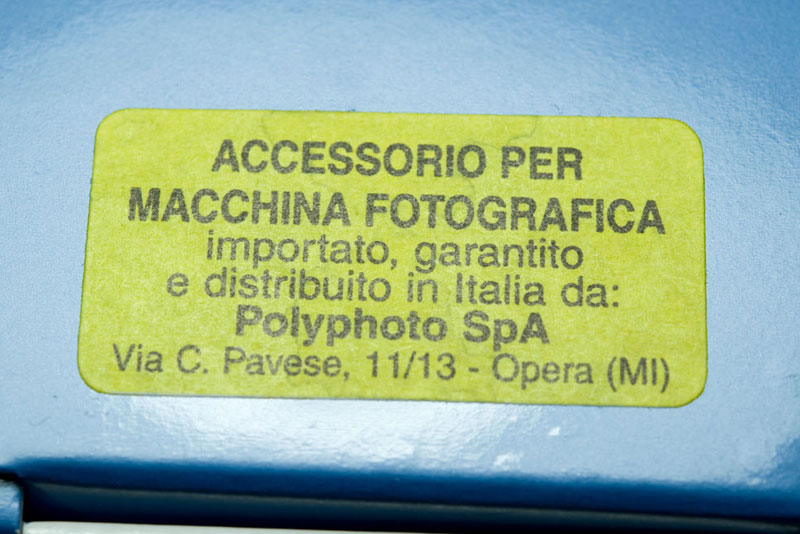 ACCESSORIO PER
MACCHINA FOTOGRAFICA
importato, garantito
e distribuito in Italia da:
Polyphoto SpA
Via C. Pavese, 11/13 - Opera (MI)